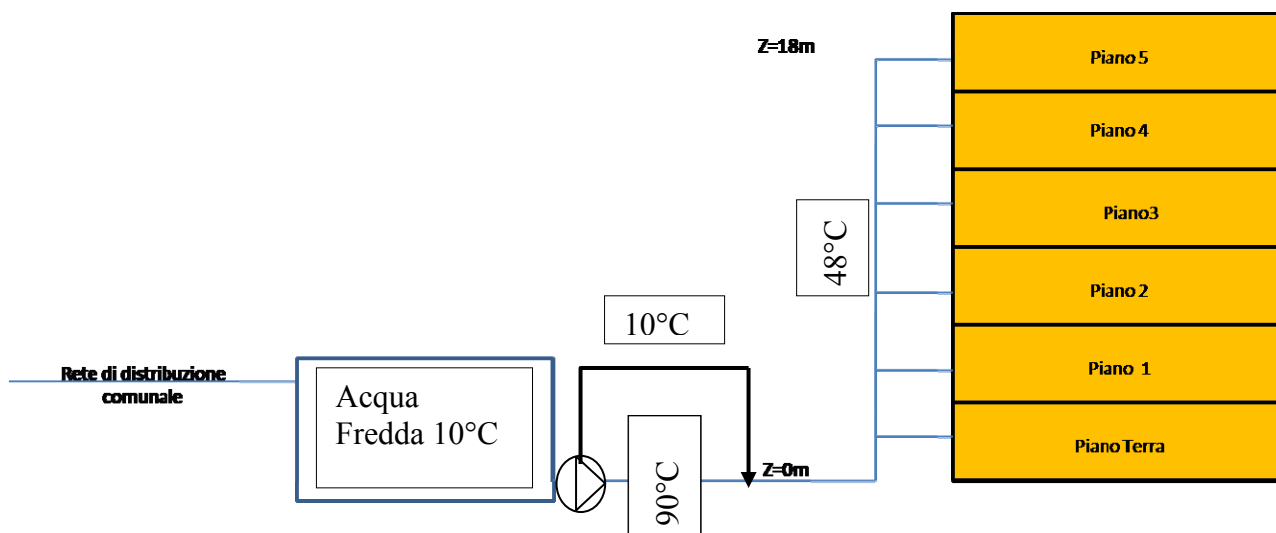 Z=18m
Piano 5
Piano 4
Piano3
48°C
Piano 2
10°C
Rete di distribuzione
comunale
Piano 1
Acqua
Fredda 10°C
Piano Terra
Z=0m
90°C